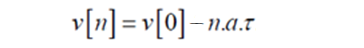 v[n] = v[0] − n.a.τ